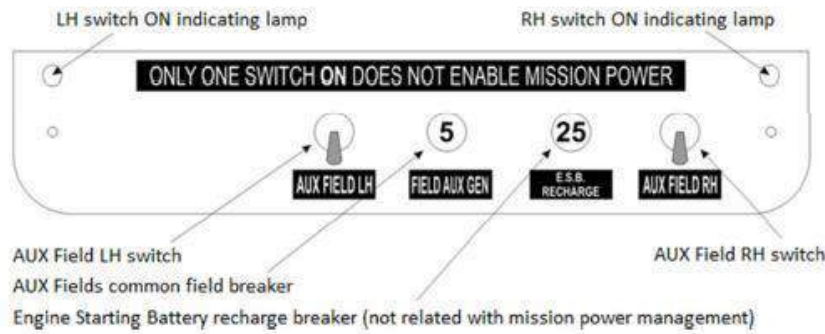 LH switch ON indicating lamp
RH switch ON indicating lamp
ONLY ONE SWITCH ON DOES NOT ENABLE MISSION POWER
5
25
AUX FIELD LH
FIELD AUX GEN
E.S.B.
RECHARGE
AUX FIELD RH
AUX Field LH switch
AUX Field RH switch
AUX Fields common field breaker
Engine Starting Battery recharge breaker (not related with mission power management)